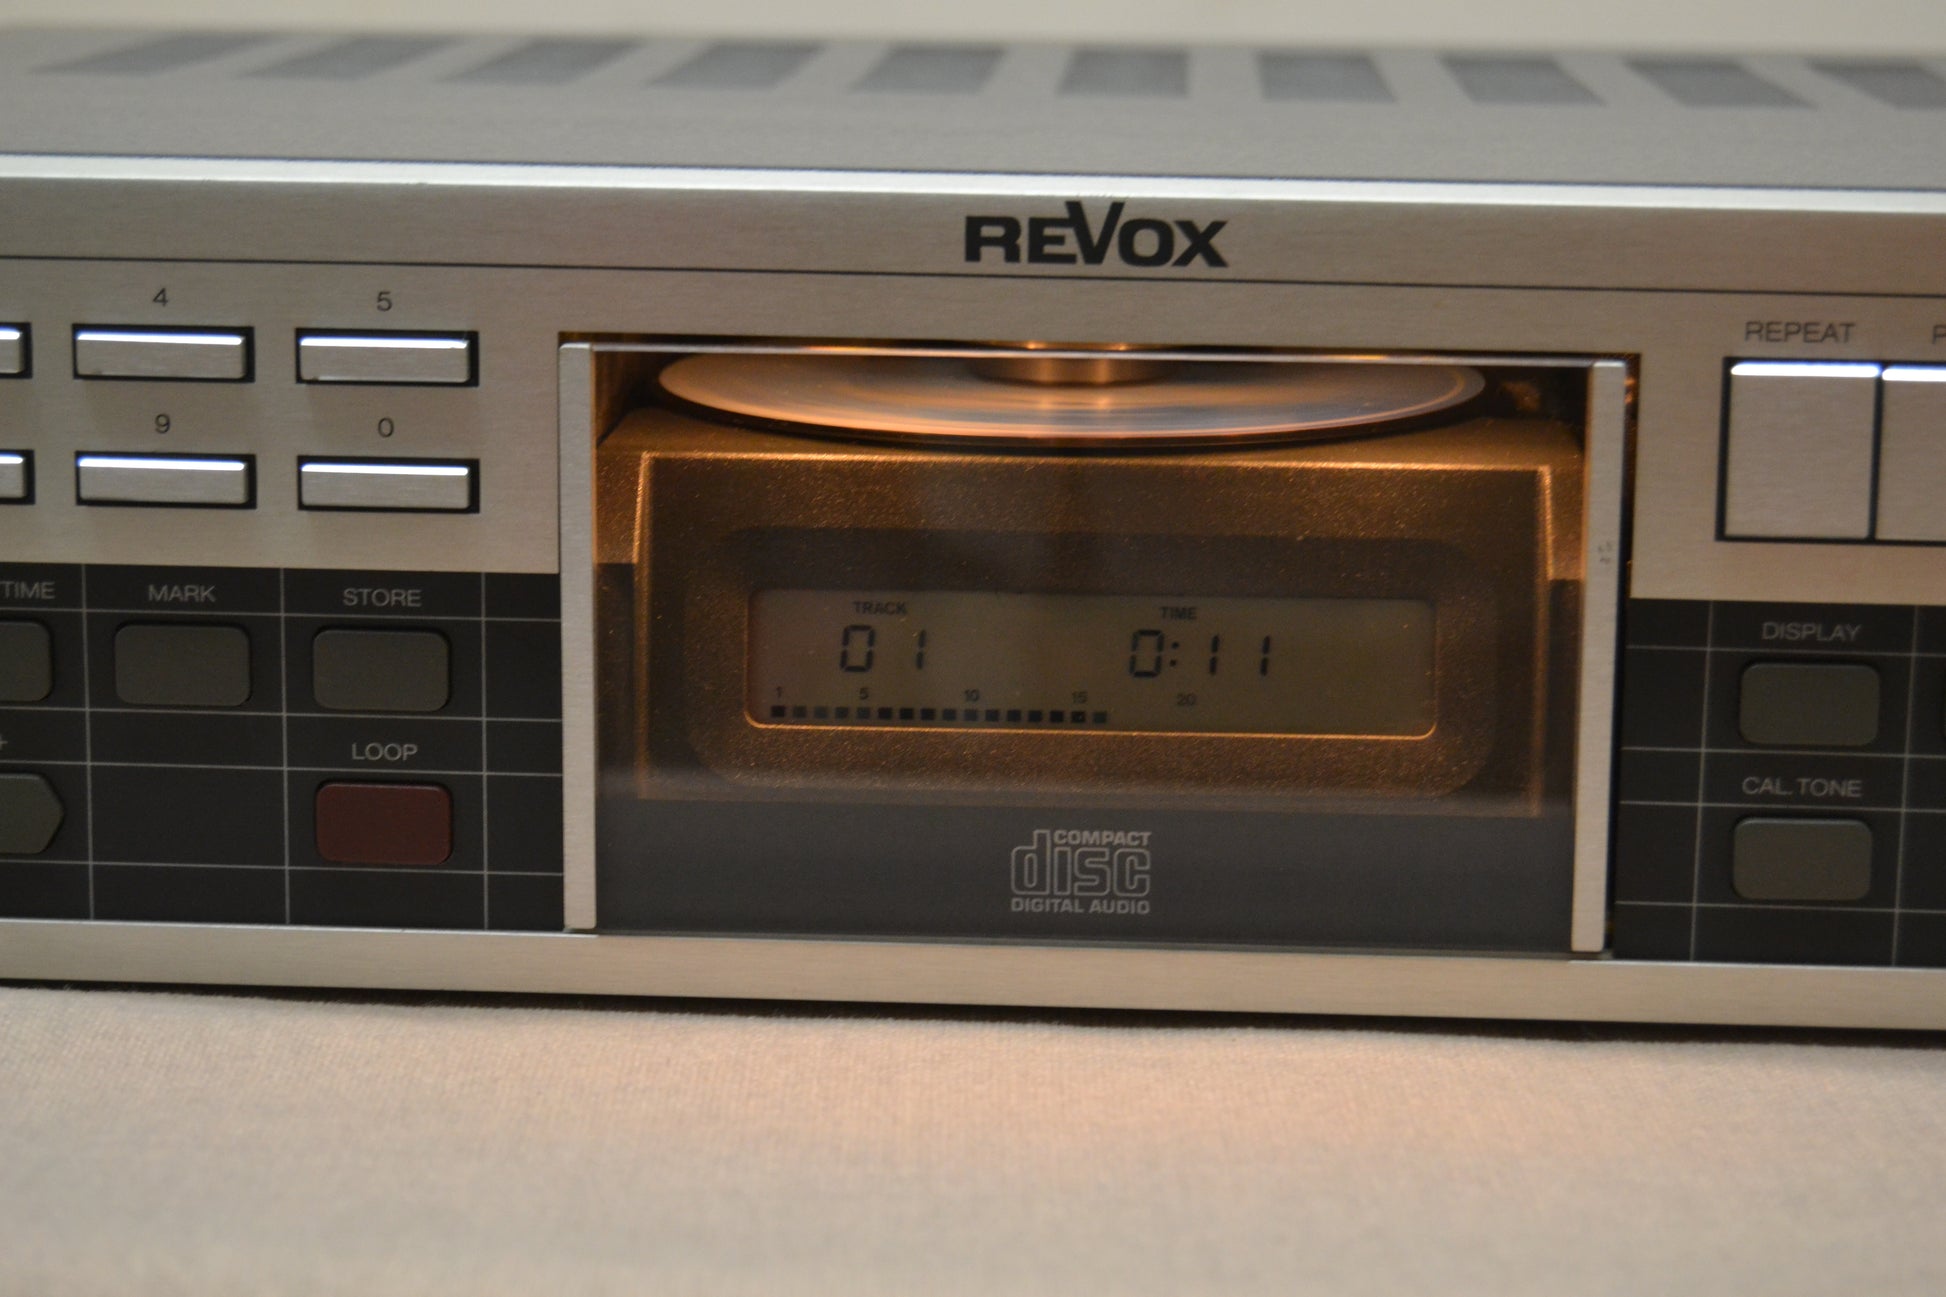 REVOX
4 5
REPEAT
P
9 0
TIME MARK STORE
TRACK TIME
01 0:11
1 5 10 15 20
DISPLAY
+ LOOP
CAL. TONE
COMPACT
disc
DIGITAL AUDIO